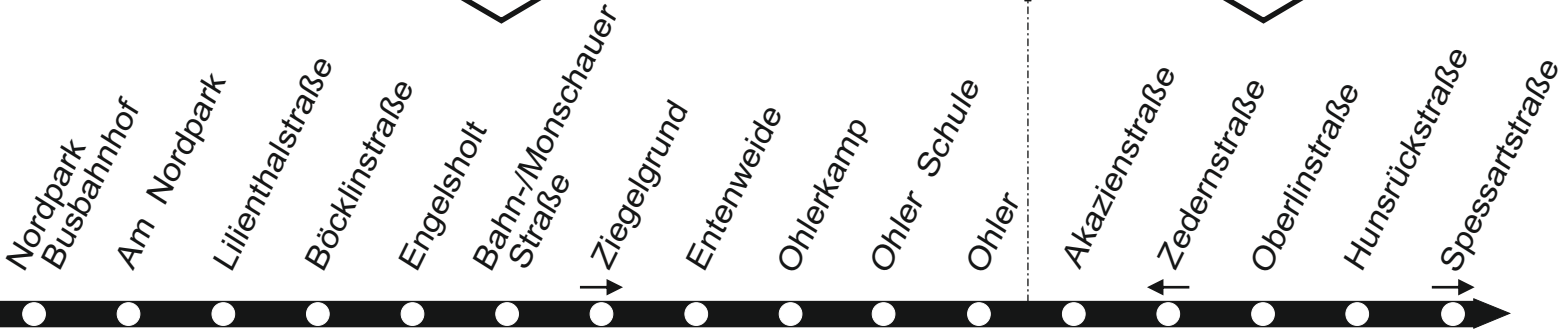 Nordpark
Busbahnhof
Am Nordpark
Lilienthalstraße
Böcklinstraße
Engelsholt
Bahn-/Monschauer
Straße
Ziegelgrund
Entenweide
Ohlerkamp
Ohler Schule
Ohler
Akazienstraße
Zedernstraße
Oberlinstraße
Hunsrückstraße
Spessartstraße